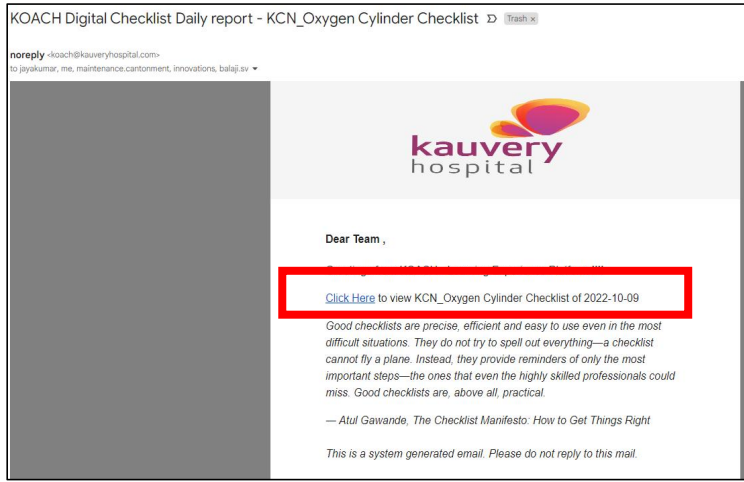 KOACH Digital Checklist Daily report - KCN_Oxygen Cylinder Checklist Trash x
noreply <koach@kauveryhospital.com>
to jayakumar, me, maintenance.cantonment, innovations, balaji.sv
kauvery
hospital
Dear Team ,
Click Here to view KCN_Oxygen Cylinder Checklist of 2022-10-09
Good checklists are precise, efficient and easy to use even in the most
difficult situations. They do not try to spell out everything—a checklist
cannot fly a plane. Instead, they provide reminders of only the most
important steps—the ones that even the highly skilled professionals could
miss. Good checklists are, above all, practical.
— Atul Gawande, The Checklist Manifesto: How to Get Things Right
This is a system generated email. Please do not reply to this mail.